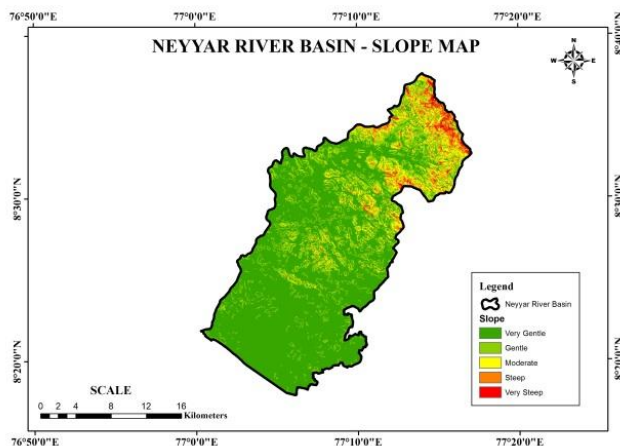 76°50'0"E 77°0'0"E 77°10'0"E 77°20'0"E
NEYYAR RIVER BASIN - SLOPE MAP
N
W E
S
8°40'0"N
8°30'0"N 8°30'0"N
8°20'0"N 8°20'0"N
Legend
Neyyar River Basin
Slope
Very Gentle
Gentle
Moderate
Steep
Very Steep
SCALE
0 2 4 8 12 16
Kilometers
76°50'0"E 77°0'0"E 77°10'0"E 77°20'0"E